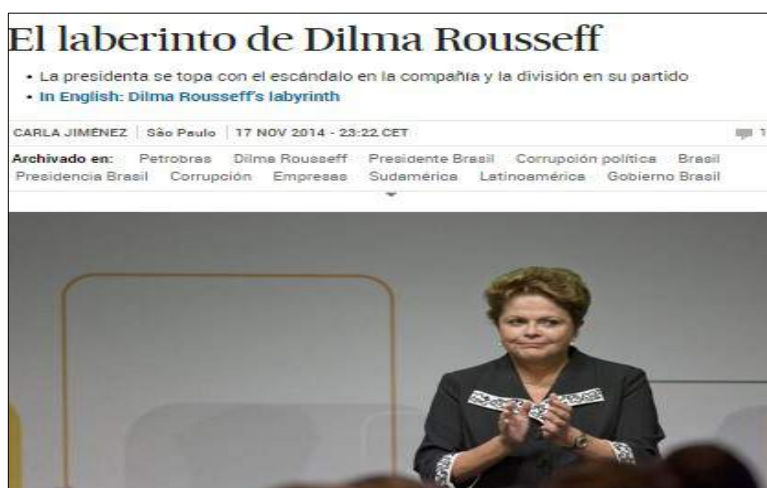 El laberinto de Dilma Rousseff
• La presidenta se topa con el escándalo en la compañía y la división en su partido
• In English: Dilma Rousseff's labyrinth
CARLA JIMÉNEZ | São Paulo | 17 NOV 2014 - 23:22 CET 1
Archivado en: Petrobras Dilma Rousseff Presidente Brasil Corrupción política Brasil
Presidencia Brasil Corrupción Empresas Sudamérica Latinoamérica Gobierno Brasil